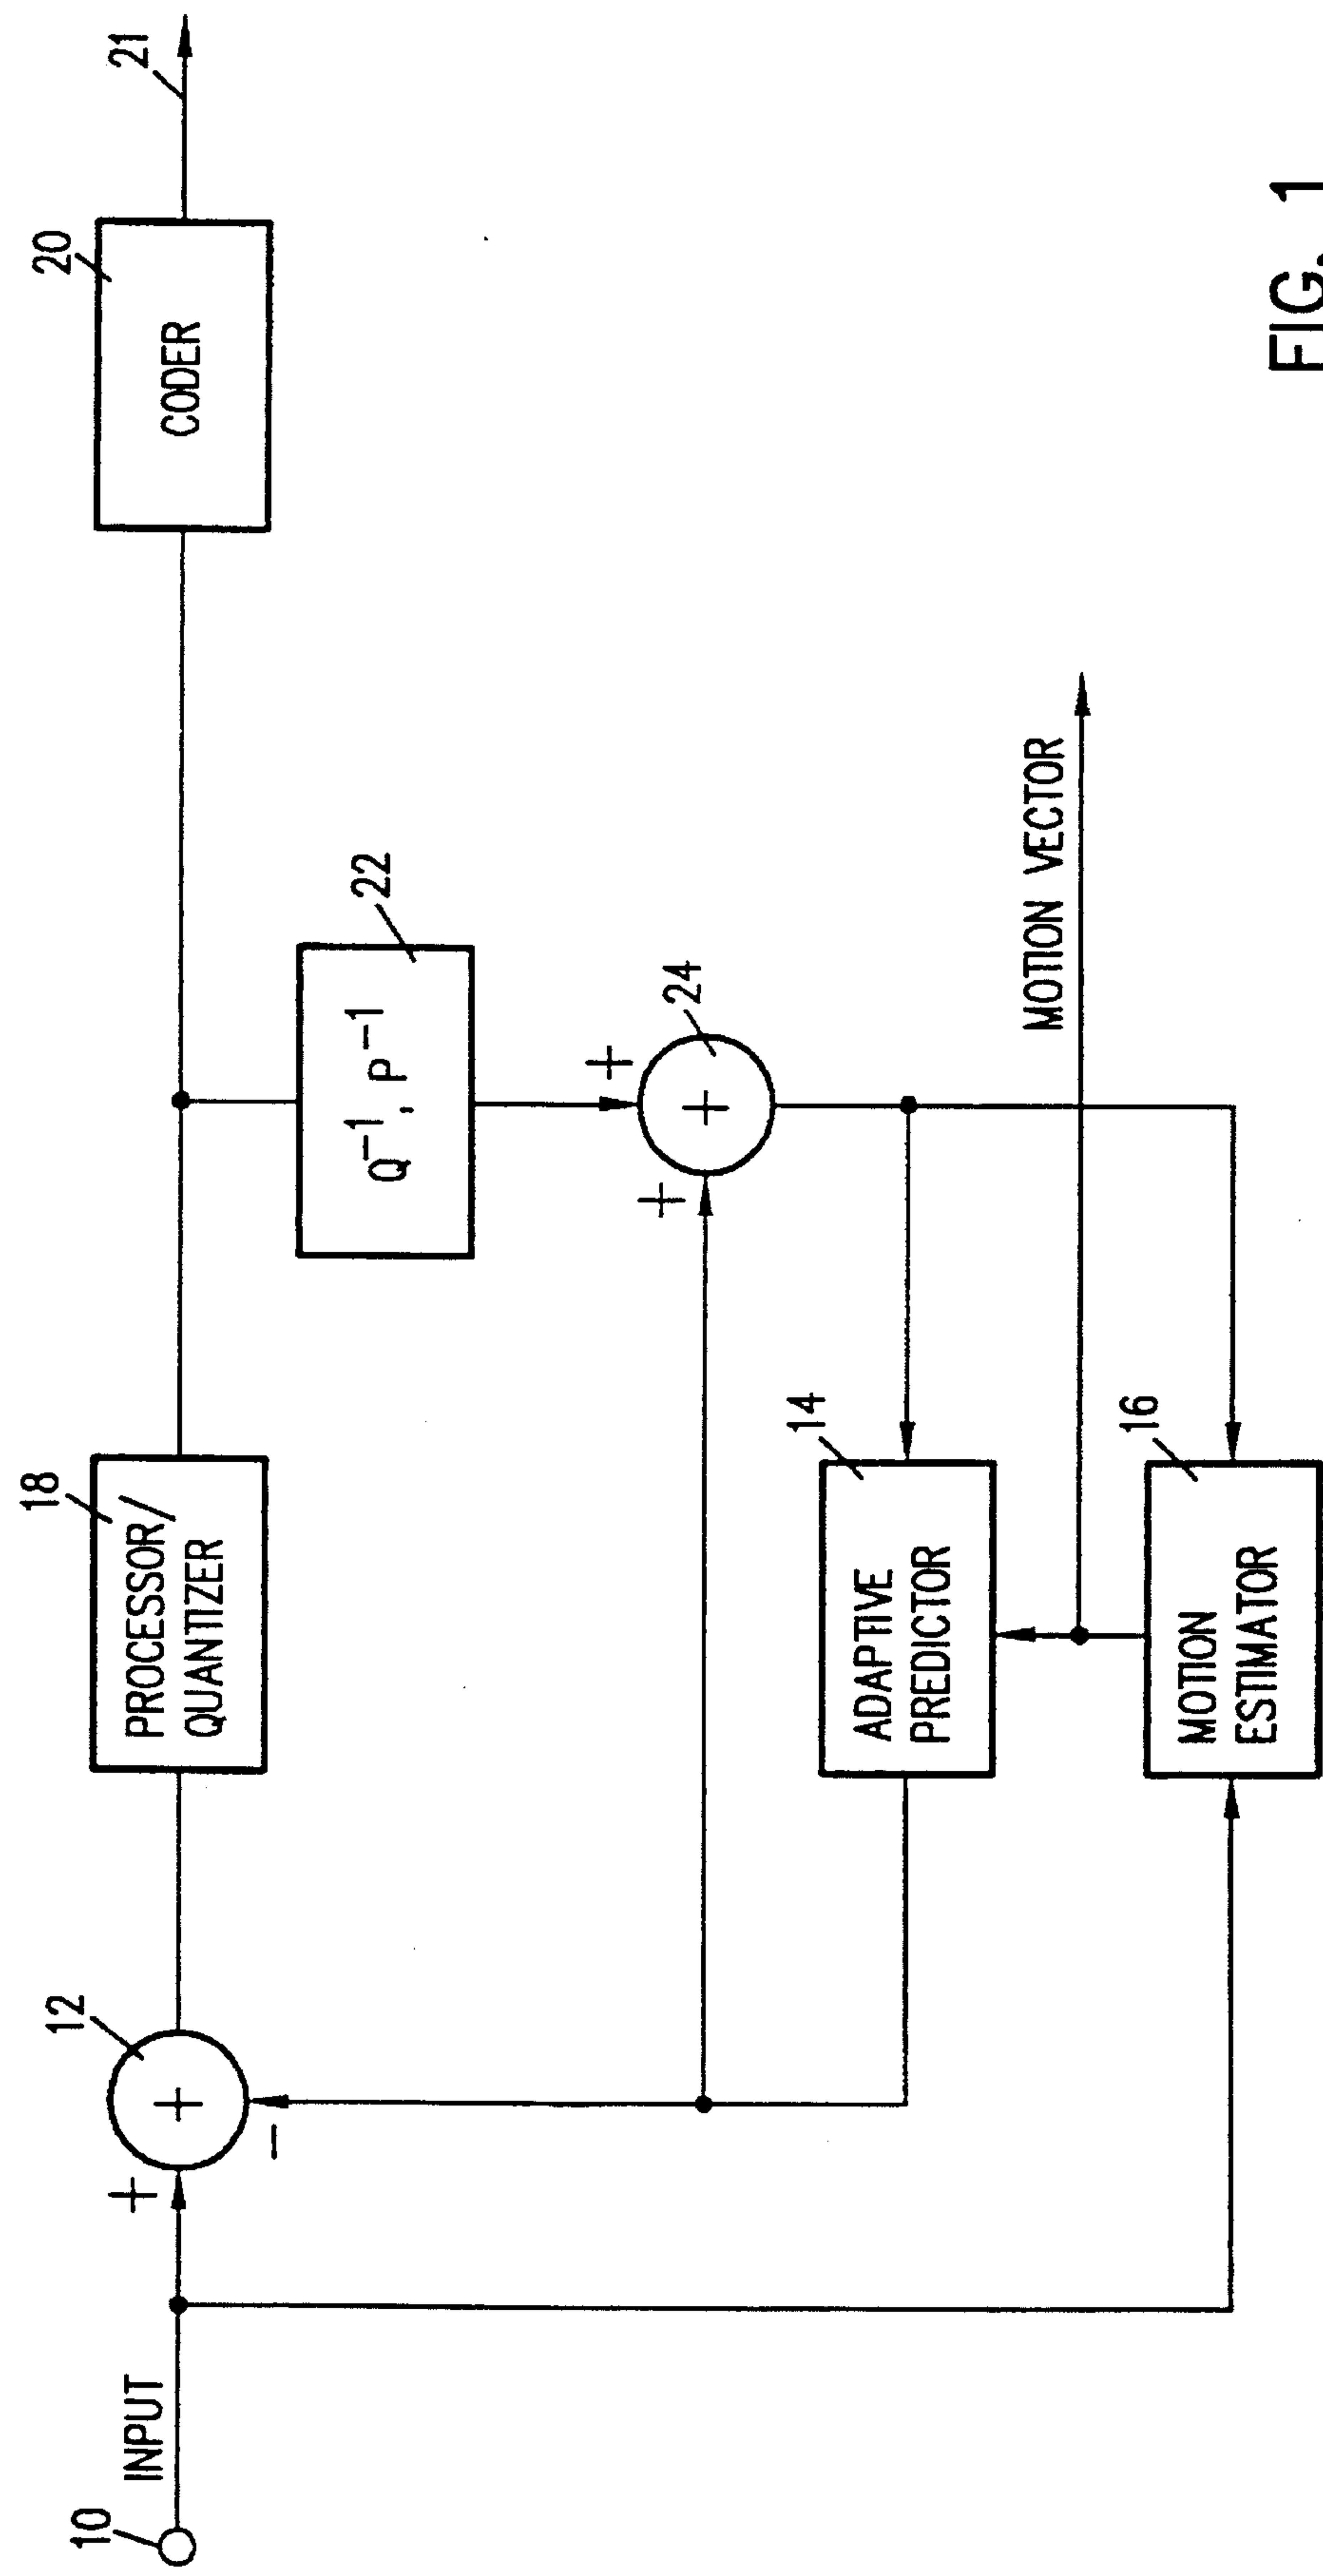 10
INPUT
+
-
12
+
18
PROCESSOR/
QUANTIZER
20
CODER
21
22
Q⁻¹, P⁻¹
+
+
24
+
14
ADAPTIVE
PREDICTOR
MOTION VECTOR
16
MOTION
ESTIMATOR
FIG. 1